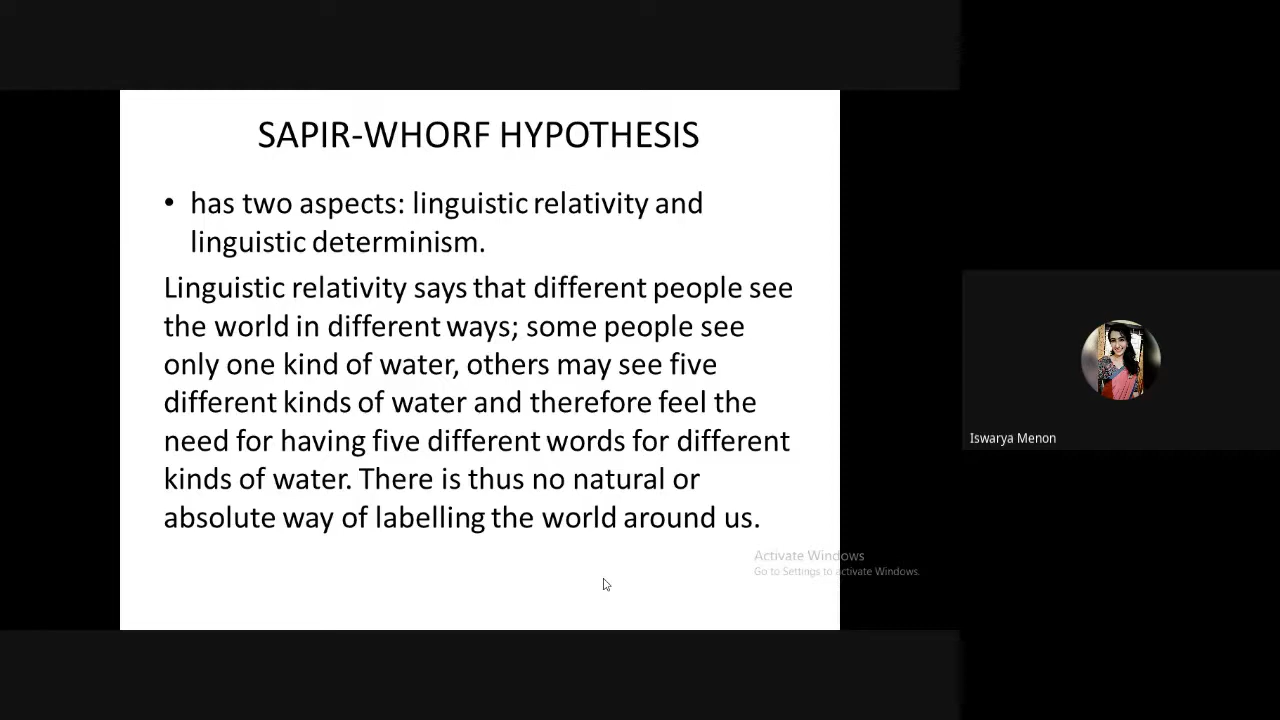 SAPIR-WHORF HYPOTHESIS
• has two aspects: linguistic relativity and
linguistic determinism.
Linguistic relativity says that different people see
the world in different ways; some people see
only one kind of water, others may see five
different kinds of water and therefore feel the
need for having five different words for different
kinds of water. There is thus no natural or
absolute way of labelling the world around us.
Iswarya Menon
Activate Windows
Go to Settings to activate Windows.